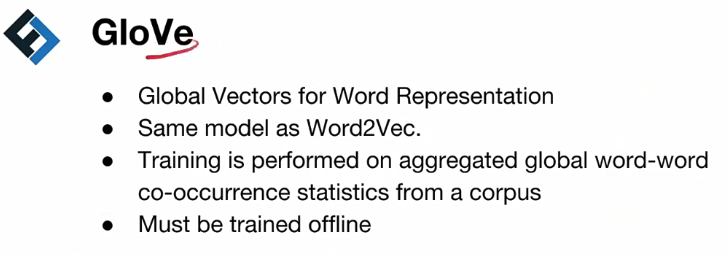 GloVe
● Global Vectors for Word Representation
● Same model as Word2Vec.
● Training is performed on aggregated global word-word
co-occurrence statistics from a corpus
● Must be trained offline